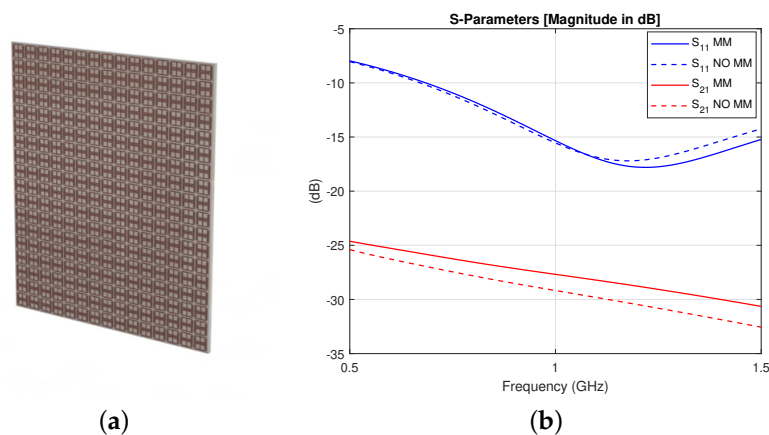 S-Parameters [Magnitude in dB]
S11 MM
S11 NO MM
S21 MM
S21 NO MM
-5
-10
-15
-20
-25
-30
-35
(dB)
0.5
1
1.5
Frequency (GHz)
(a)
(b)